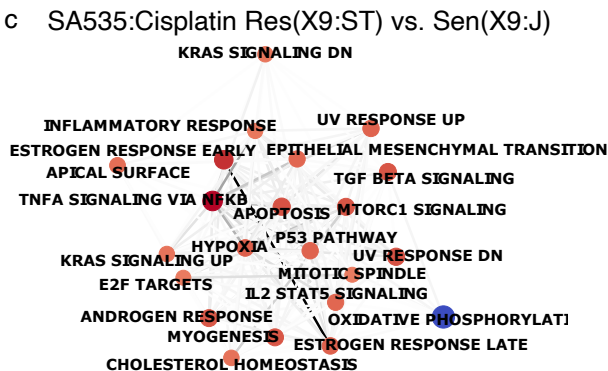 c SA535:Cisplatin Res(X9:ST) vs. Sen(X9:J)
KRAS SIGNALING DN
UV RESPONSE UP
INFLAMMATORY RESPONSE
ESTROGEN RESPONSE EARLY
EPITHELIAL MESENCHYMAL TRANSITION
APICAL SURFACE
TGF BETA SIGNALING
TNFA SIGNALING VIA NFKB
APOPTOSIS
MTORC1 SIGNALING
P53 PATHWAY
HYPOXIA
UV RESPONSE DN
KRAS SIGNALING UP
MITOTIC SPINDLE
E2F TARGETS
IL2 STAT5 SIGNALING
ANDROGEN RESPONSE
OXIDATIVE PHOSPHORYLATI
MYOGENESIS
ESTROGEN RESPONSE LATE
CHOLESTEROL HOMEOSTASIS